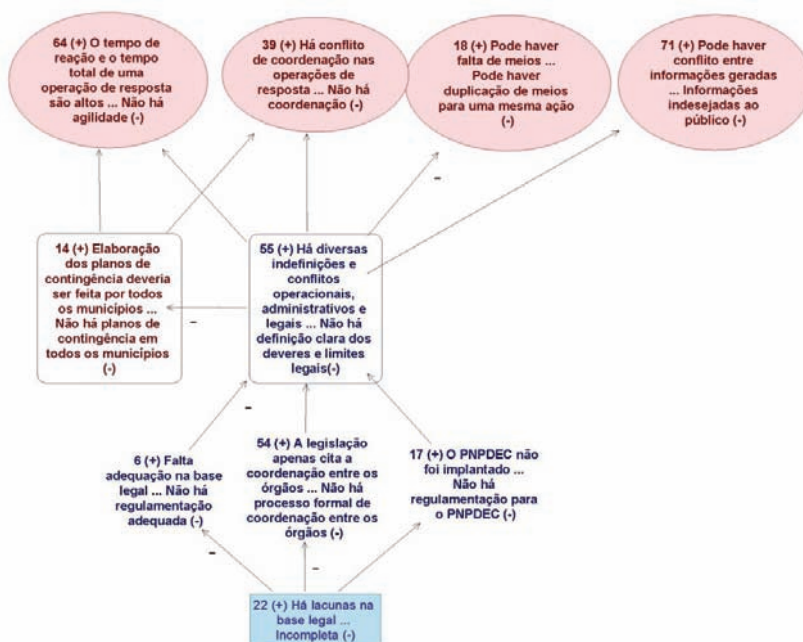 64 (+) O tempo de
reação e o tempo
total de uma
operação de resposta
são altos ... Não há
agilidade (-)
39 (+) Há conflito
de coordenação nas
operações de
resposta ... Não há
coordenação (-)
18 (+) Pode haver
falta de meios ...
Pode haver
duplicação de meios
para uma mesma ação
(-)
71 (+) Pode haver
conflito entre
informações geradas
... Informações
indesejadas ao
público (-)
-
14 (+) Elaboração
dos planos de
contingência deveria
ser feita por todos
os municípios ...
Não há planos de
contingência em
todos os municípios
(-)
-
55 (+) Há diversas
indefinições e
conflitos
operacionais,
administrativos e
legais ... Não há
definição clara dos
deveres e limites
legais(-)
-
6 (+) Falta
adequação na base
legal ... Não há
regulamentação
adequada (-)
54 (+) A legislação
apenas cita a
coordenação entre os
órgãos ... Não há
processo formal de
coordenação entre os
órgãos (-)
17 (+) O PNPDEC não
foi implantado ...
Não há
regulamentação para
o PNPDEC (-)
-
-
22 (+) Há lacunas na
base legal ...
Incompleta (-)